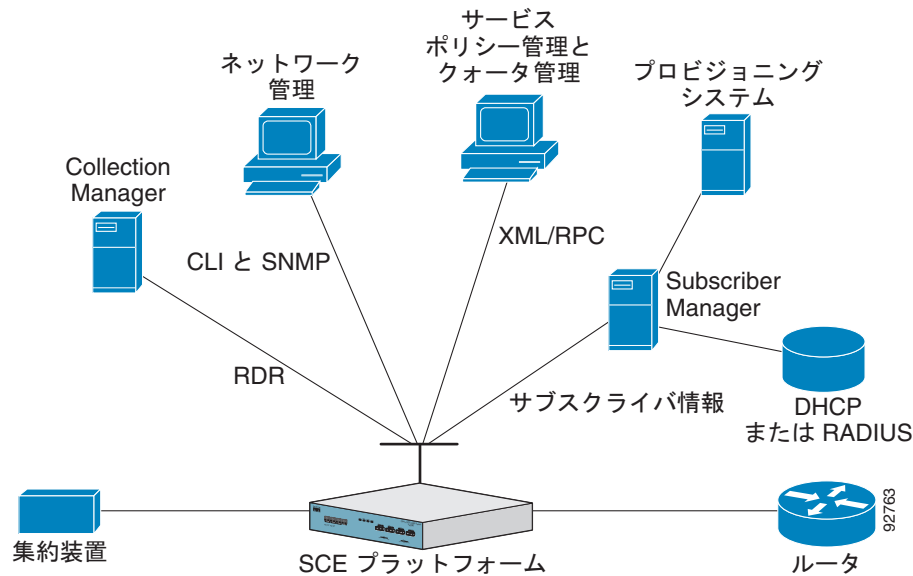 サービス
ポリシー管理と
クォータ管理
ネットワーク
管理
プロビジョニング
システム
Collection
Manager
CLI と SNMP
XML/RPC
Subscriber
Manager
RDR
サブスクライバ情報
DHCP
または RADIUS
集約装置
SCE プラットフォーム
ルータ
92763